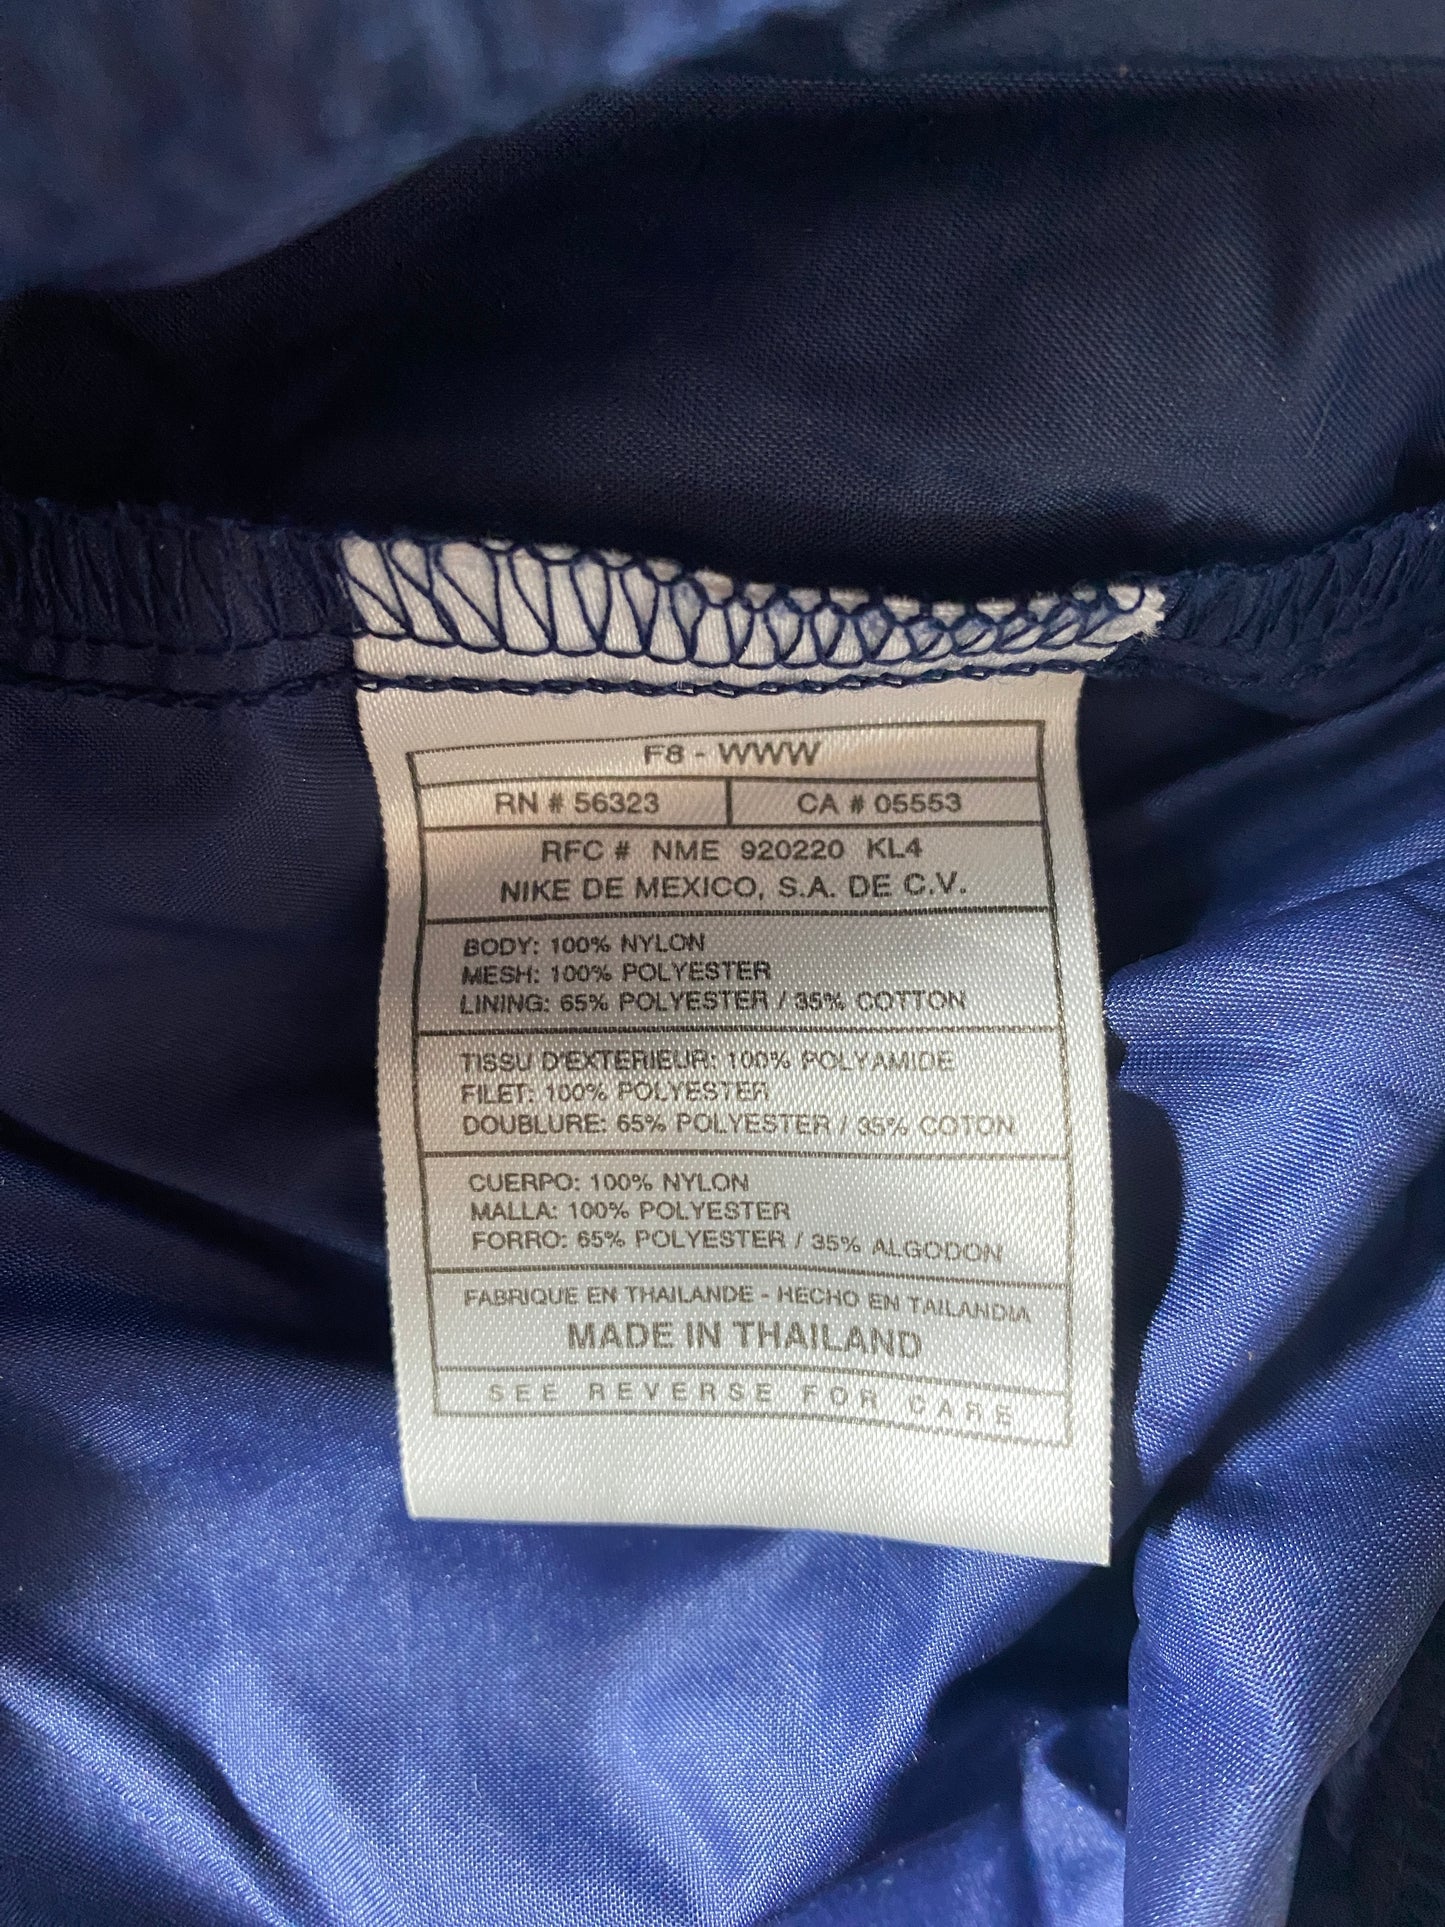 F8 - WWW
RN # 56323 CA # 05553
RFC # NME 920220 KL4
NIKE DE MEXICO, S.A. DE C.V.
BODY: 100% NYLON
MESH: 100% POLYESTER
LINING: 65% POLYESTER / 35% COTTON
TISSU D'EXTERIEUR: 100% POLYAMIDE
FILET: 100% POLYESTER
DOUBLURE: 65% POLYESTER / 35% COTON
CUERPO: 100% NYLON
MALLA: 100% POLYESTER
FORRO: 65% POLYESTER / 35% ALGODON
FABRIQUE EN THAILANDE - HECHO EN TAILANDIA
MADE IN THAILAND
SEE REVERSE FOR CARE